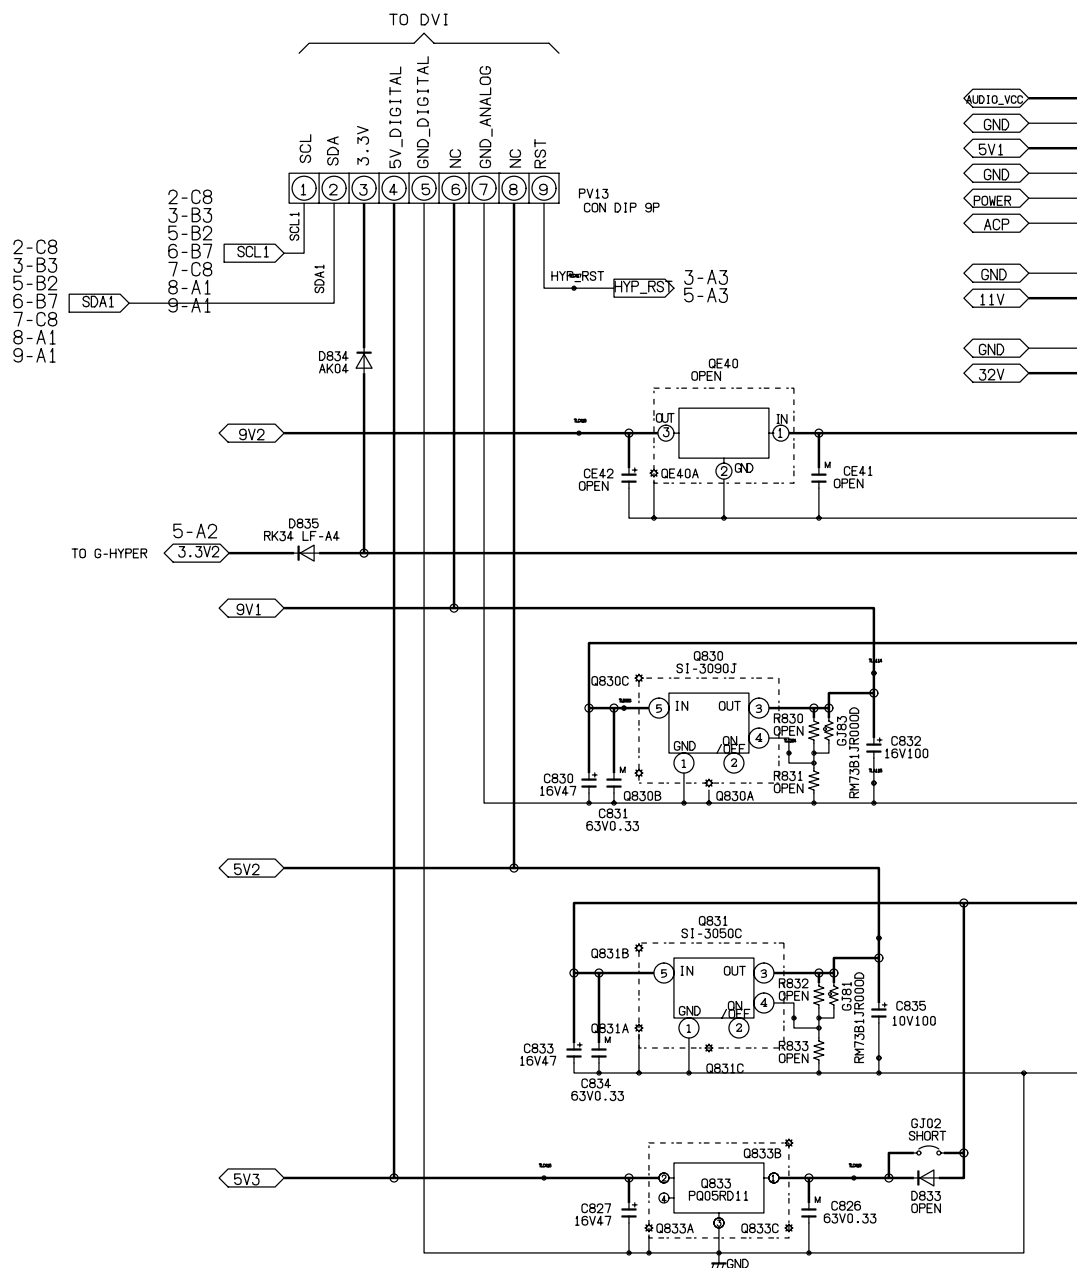 TO DVI
SCL
SDA
3.3V
5V_DIGITAL
GND_DIGITAL
NC
GND_ANALOG
NC
RST
1 2 3 4 5 6 7 8 9
PV13
CON DIP 9P
AUDIO_VCC
GND
5V1
GND
POWER
ACP
GND
11V
GND
32V
2-C8
3-B3
5-B2
6-B7
7-C8
8-A1
9-A1
SCL1
SCL1
2-C8
3-B3
5-B2
6-B7
7-C8
8-A1
9-A1
SDA1
SDA1
HYP_RST
HYP_RST
3-A3
5-A3
D834
AK04
QE40
OPEN
OUT
IN
3
1
2
GND
9V2
CE42
OPEN
+
QE40A
M
CE41
OPEN
5-A2
TO G-HYPER
3.3V2
D835
RK34 LF-A4
9V1
Q830
SI-3090J
Q830C
5
IN
OUT
3
ON
/OFF
4
GND
1
2
R830
OPEN
GJ83
RM73B1JR000D
R831
OPEN
+
C832
16V100
C830
16V47
+
M
Q830B
Q830A
C831
63V0.33
5V2
Q831
SI-3050C
Q831B
5
IN
OUT
3
ON
/OFF
4
GND
1
2
R832
OPEN
GJ81
RM73B1JR000D
R833
OPEN
+
C835
10V100
Q831A
C833
16V47
+
M
Q831C
C834
63V0.33
GJ02
SHORT
5V3
Q833B
2
4
Q833
PQ05RD11
1
3
C827
16V47
+
Q833A
Q833C
M
C826
63V0.33
D833
OPEN
GND